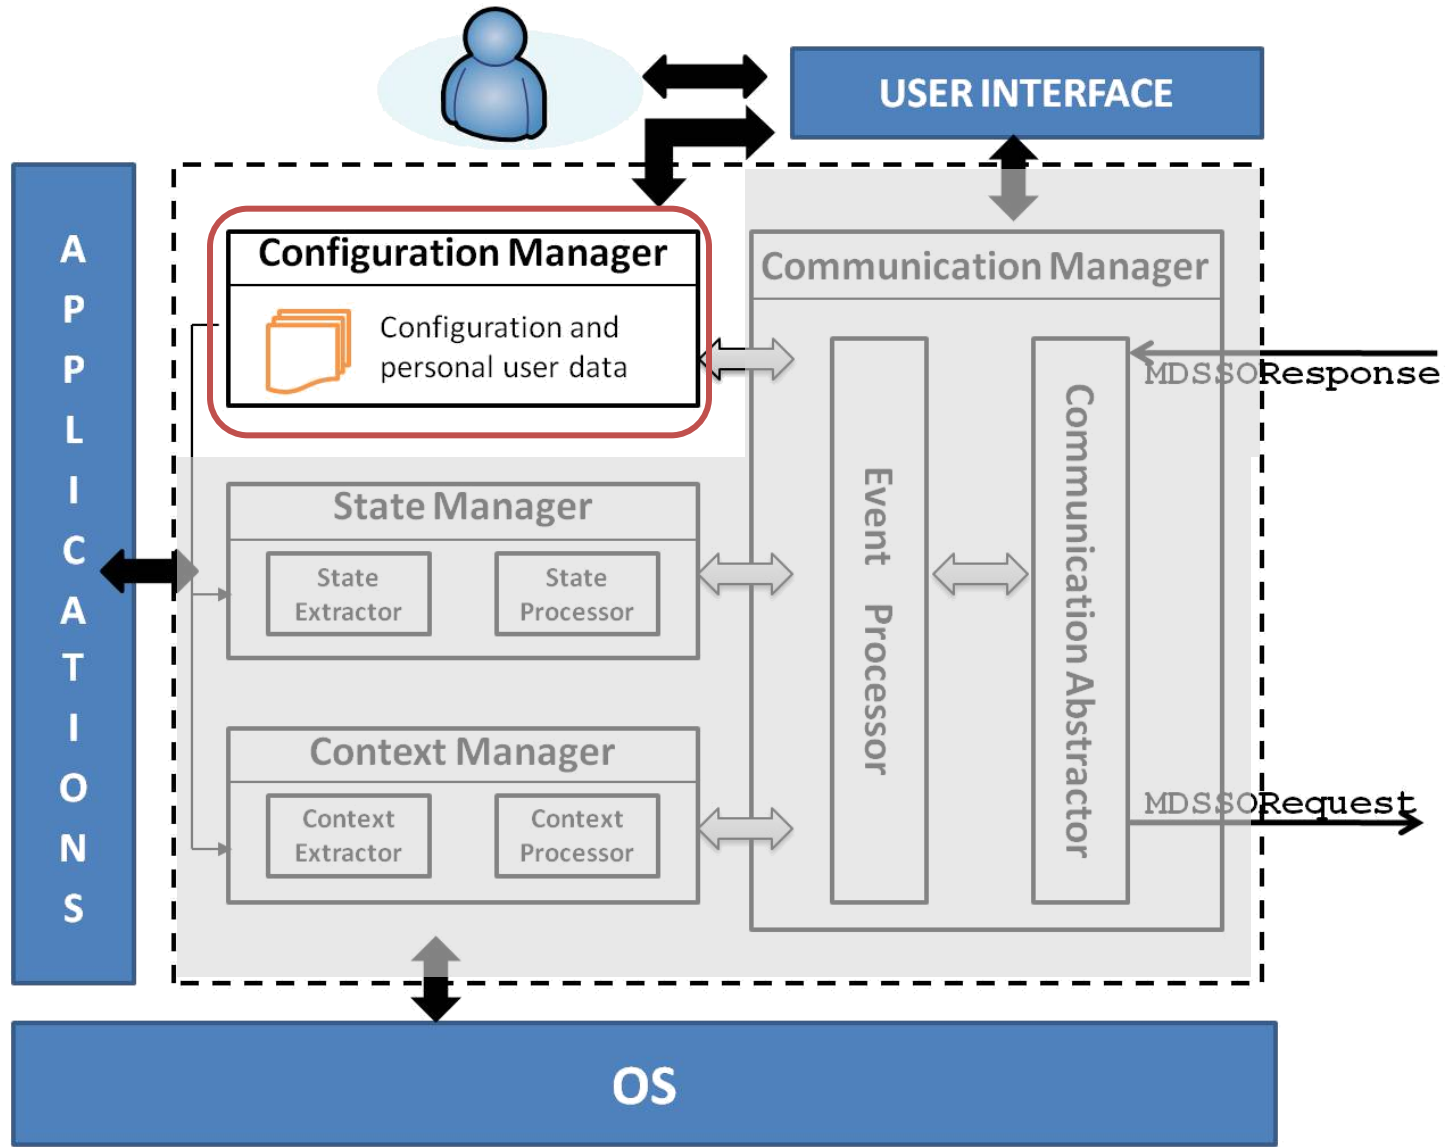 USER INTERFACE
APPLICATIONS
Configuration Manager
Configuration and
personal user data
Communication Manager
MDSSOResponse
Event Processor
Communication Abstractor
State Manager
State
Extractor
State
Processor
Context Manager
Context
Extractor
Context
Processor
MDSSORequest
OS